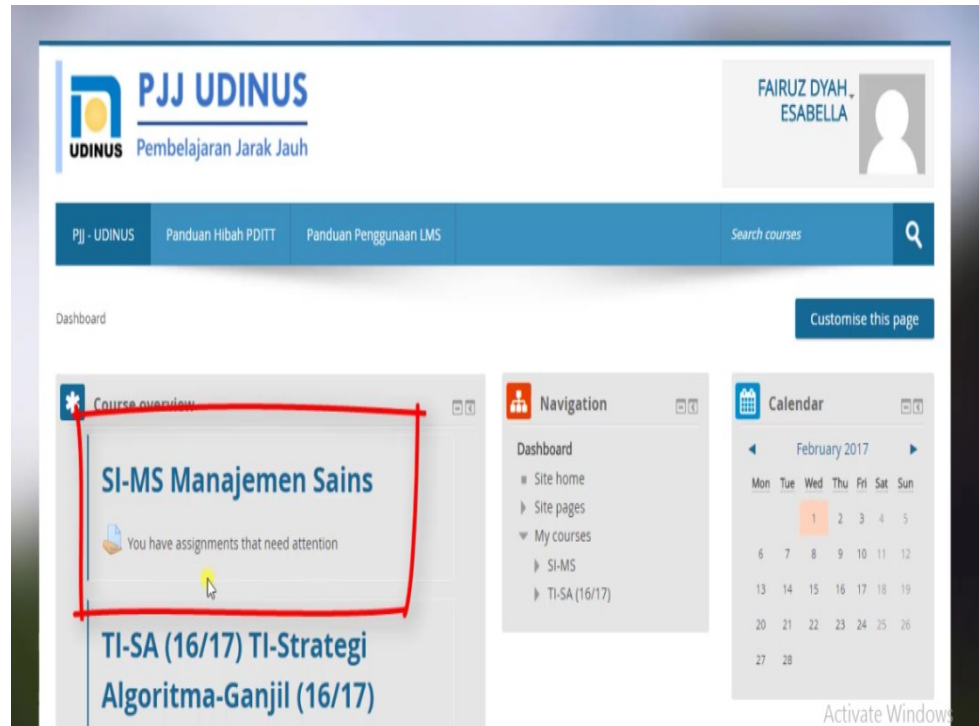 PJJ UDINUS
UDINUS
Pembelajaran Jarak Jauh
FAIRUZ DYAH
ESABELLA
PJJ - UDINUS
Panduan Hibah PDITT
Panduan Penggunaan LMS
Search courses
Dashboard
Customise this page
Course overview
SI-MS Manajemen Sains
You have assignments that need attention
TI-SA (16/17) TI-Strategi
Algoritma-Ganjil (16/17)
Navigation
Dashboard
Site home
Site pages
My courses
SI-MS
TI-SA (16/17)
Calendar
February 2017
Mon Tue Wed Thu Fri Sat Sun
1 2 3 4 5
6 7 8 9 10 11 12
13 14 15 16 17 18 19
20 21 22 23 24 25 26
27 28
Activate Windows